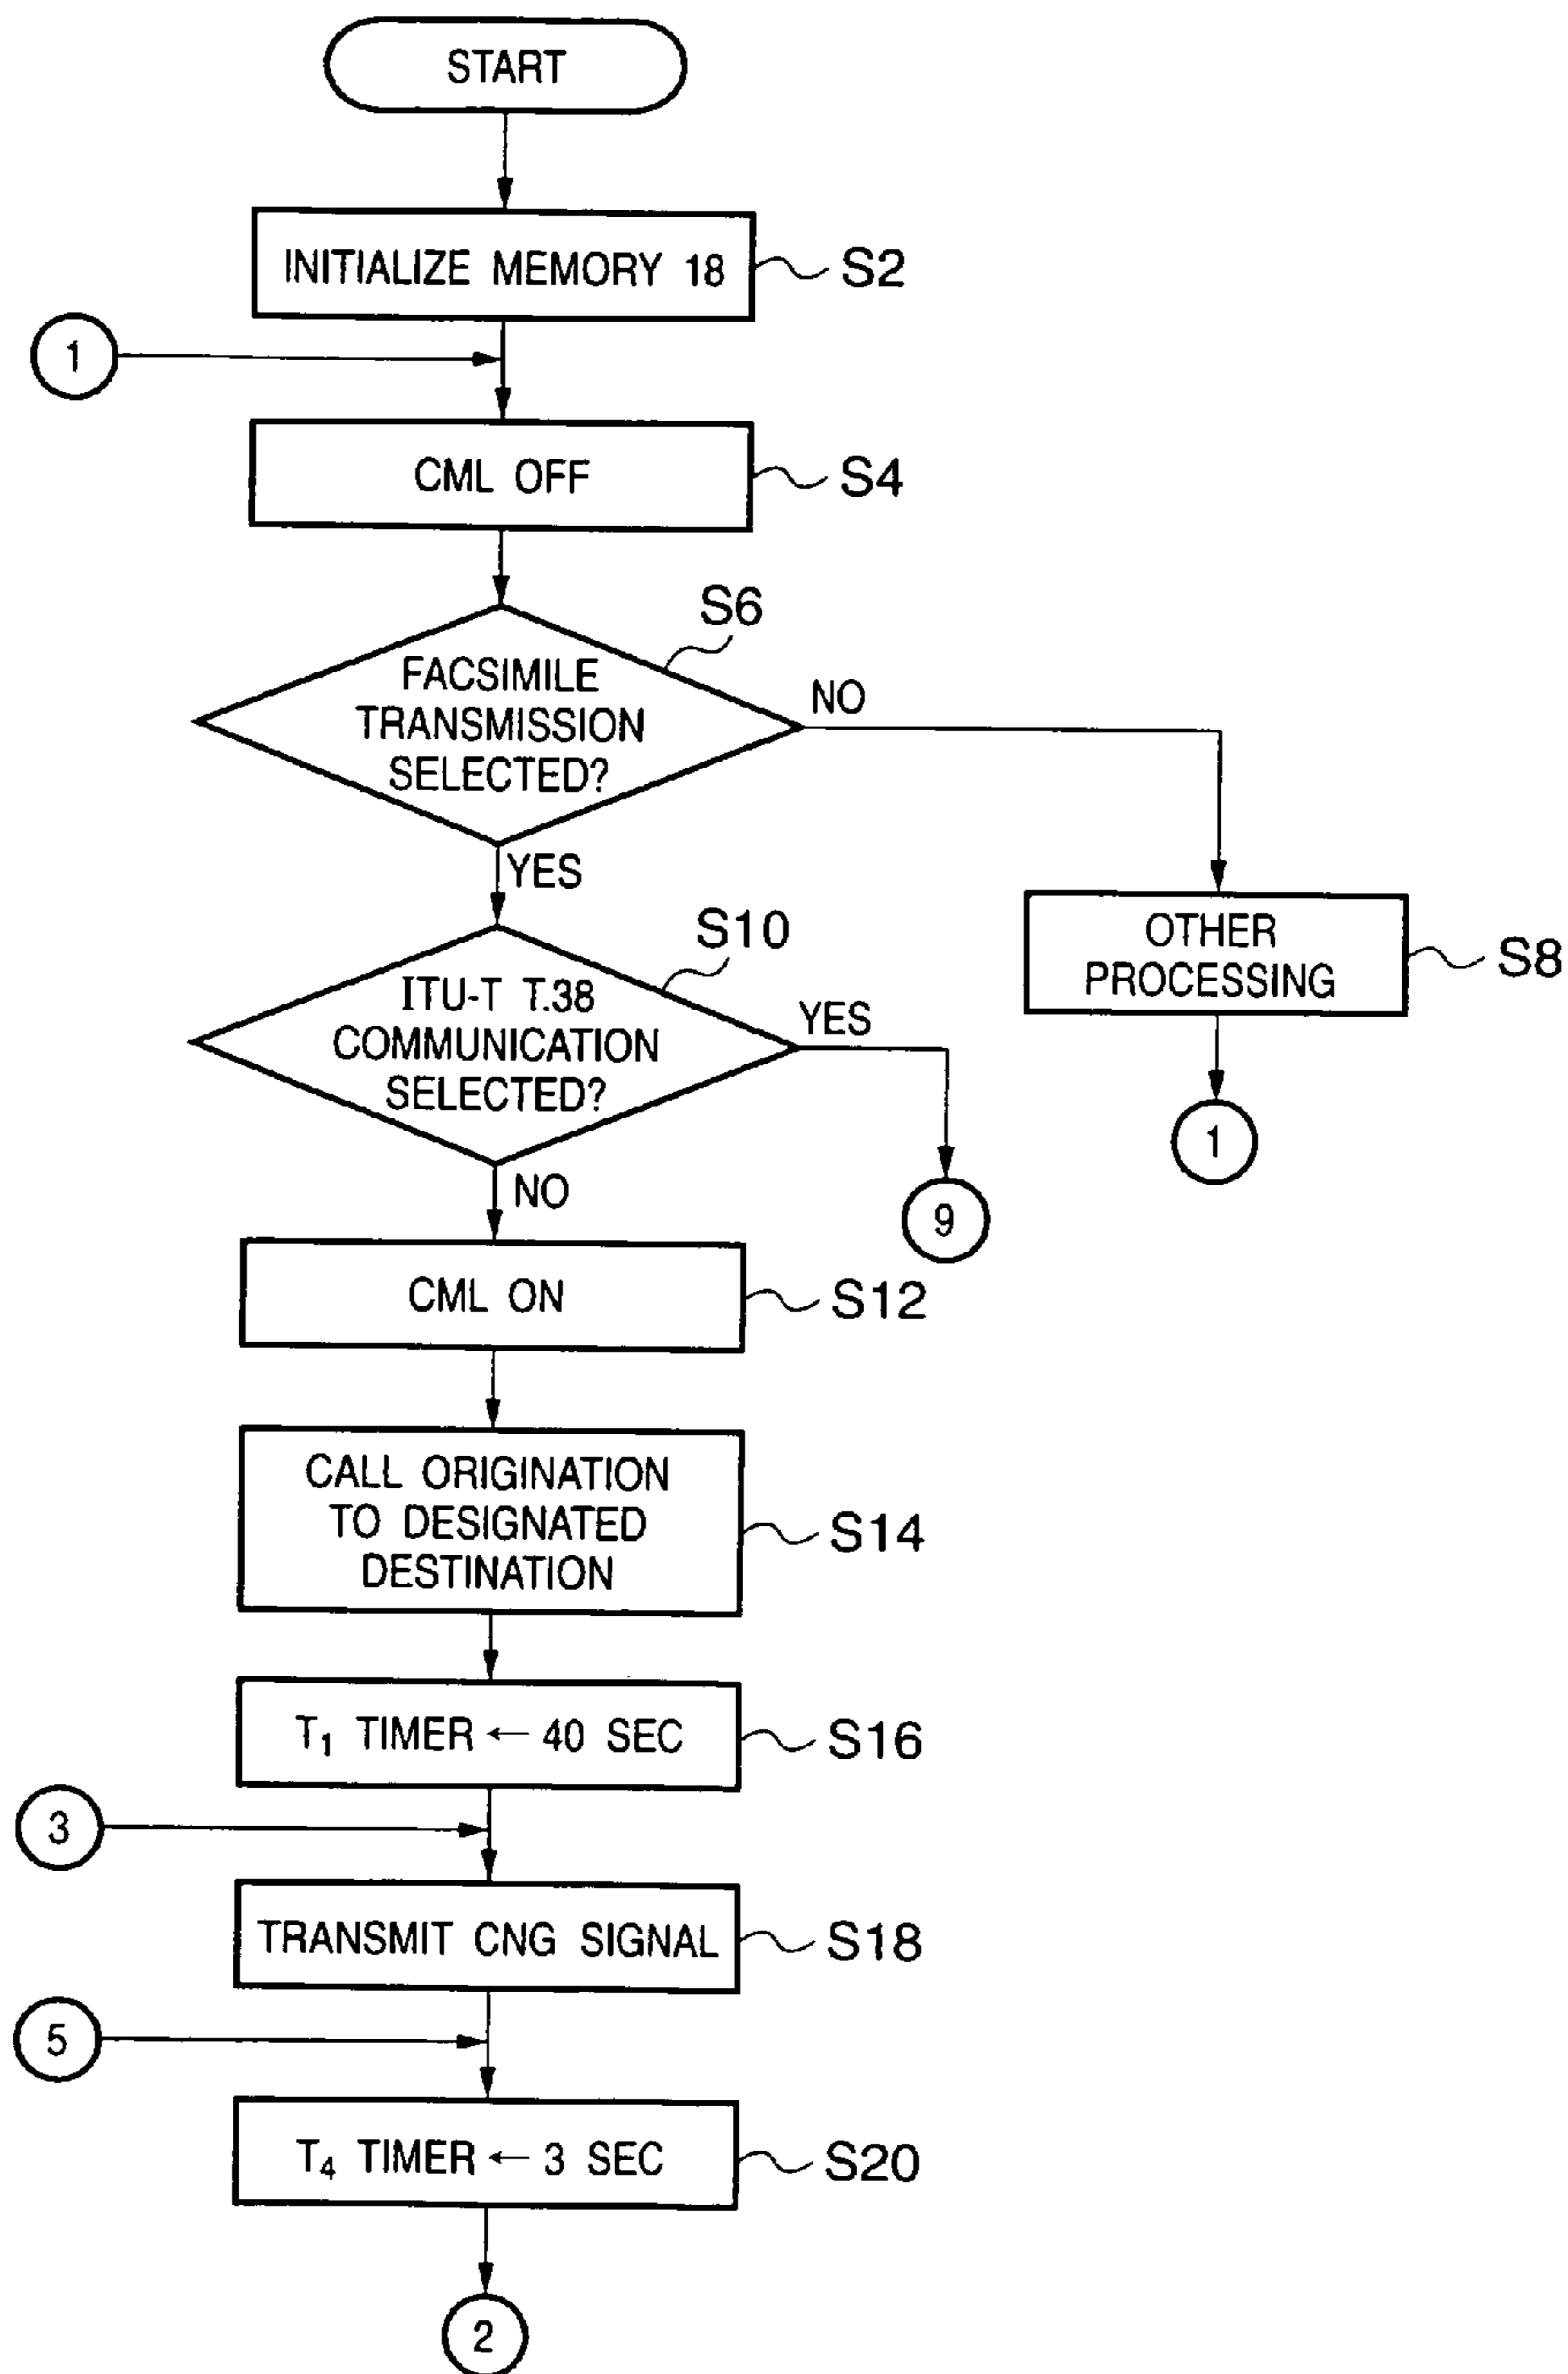 START
INITIALIZE MEMORY 18
S2
1
CML OFF
S4
S6
FACSIMILE
TRANSMISSION
SELECTED?
NO
YES
OTHER
PROCESSING
S8
1
S10
ITU-T T.38
COMMUNICATION
SELECTED?
YES
NO
9
CML ON
S12
CALL ORIGINATION
TO DESIGNATED
DESTINATION
S14
T₁ TIMER ← 40 SEC
S16
3
TRANSMIT CNG SIGNAL
S18
5
T₄ TIMER ← 3 SEC
S20
2